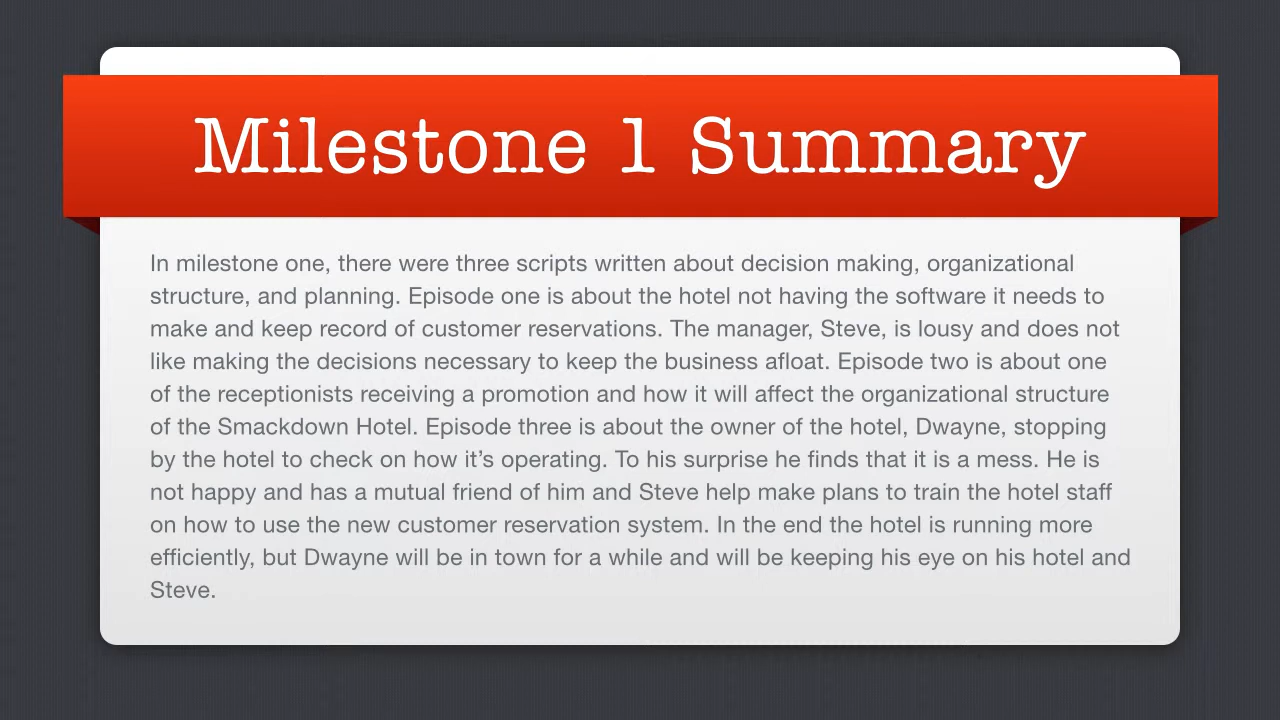 Milestone 1 Summary
In milestone one, there were three scripts written about decision making, organizational
structure, and planning. Episode one is about the hotel not having the software it needs to
make and keep record of customer reservations. The manager, Steve, is lousy and does not
like making the decisions necessary to keep the business afloat. Episode two is about one
of the receptionists receiving a promotion and how it will affect the organizational structure
of the Smackdown Hotel. Episode three is about the owner of the hotel, Dwayne, stopping
by the hotel to check on how it’s operating. To his surprise he finds that it is a mess. He is
not happy and has a mutual friend of him and Steve help make plans to train the hotel staff
on how to use the new customer reservation system. In the end the hotel is running more
efficiently, but Dwayne will be in town for a while and will be keeping his eye on his hotel and
Steve.